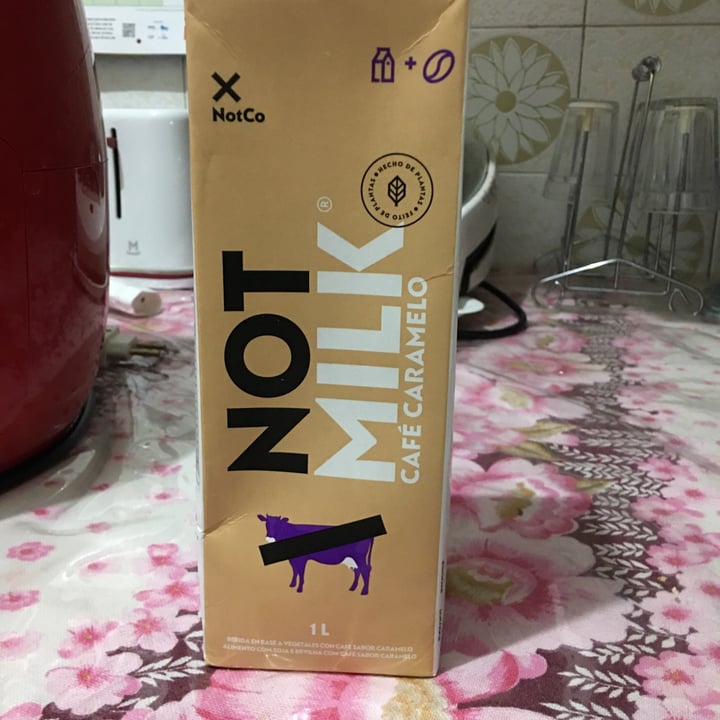 NotCo
HECHO DE PLANTAS • FEITO DE PLANTAS •
NOT
MILK®
CAFÉ CARAMELO
1 L
BEBIDA EN BASE A VEGETALES CON CAFÉ SABOR CARAMELO
ALIMENTO COM SOJA E ERVILHA COM CAFÉ SABOR CARAMELO